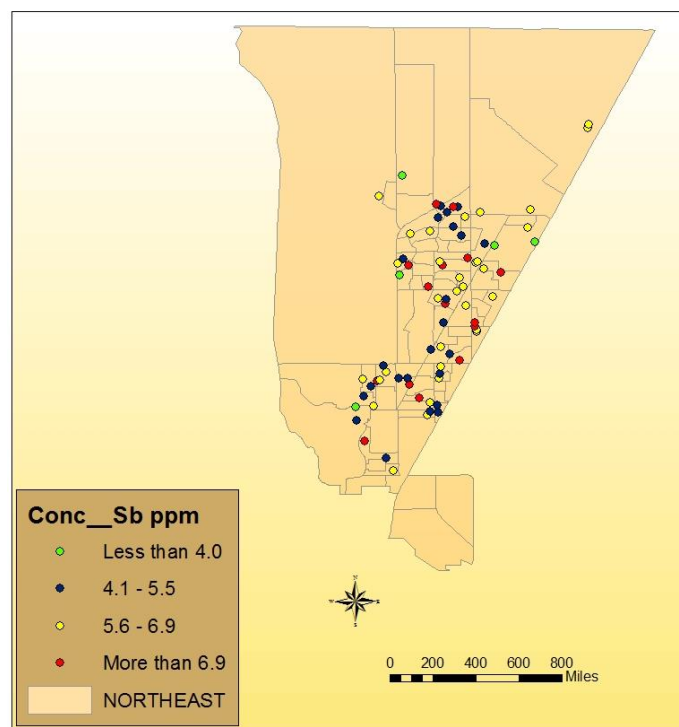 Conc__Sb ppm
Less than 4.0
4.1 - 5.5
5.6 - 6.9
More than 6.9
NORTHEAST
0 200 400 600 800
Miles